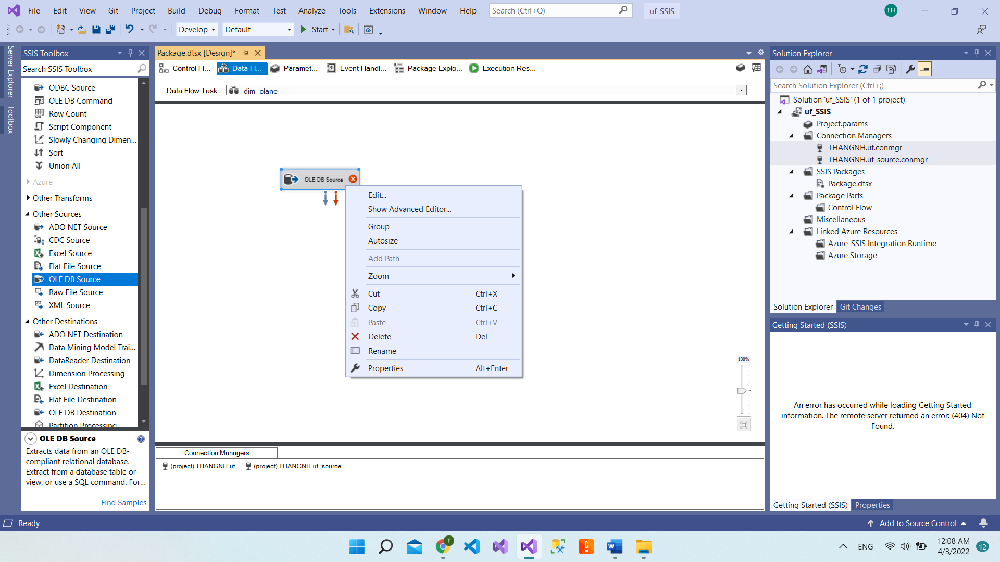 File Edit View Git Project Build Debug Format Test Analyze Tools Extensions Window Help Search (Ctrl+Q) uf_SSIS TH
Develop Default Start
Server Explorer
Toolbox
SSIS Toolbox
Search SSIS Toolbox
ODBC Source
OLE DB Command
Row Count
Script Component
Slowly Changing Dimen...
Sort
Union All
Azure
Other Transforms
Other Sources
ADO NET Source
CDC Source
Excel Source
Flat File Source
OLE DB Source
Raw File Source
XML Source
Other Destinations
ADO NET Destination
Data Mining Model Trai...
DataReader Destination
Dimension Processing
Excel Destination
Flat File Destination
OLE DB Destination
Partition Processing
OLE DB Source
Extracts data from an OLE DB-
compliant relational database.
Extract from a database table or
view, or use a SQL command. For...
Find Samples
Package.dtsx [Design]*
Control Fl... Data Fl... Paramet... Event Handl... Package Explo... Execution Res...
Data Flow Task: dim_plane
OLE DB Source
Edit...
Show Advanced Editor...
Group
Autosize
Add Path
Zoom
Cut Ctrl+X
Copy Ctrl+C
Paste Ctrl+V
Delete Del
Rename
Properties Alt+Enter
100%
Connection Managers
(project) THANGNH.uf (project) THANGNH.uf_source
Solution Explorer
Search Solution Explorer (Ctrl+;)
Solution 'uf_SSIS' (1 of 1 project)
uf_SSIS
Project.params
Connection Managers
THANGNH.uf.conmgr
THANGNH.uf_source.conmgr
SSIS Packages
Package.dtsx
Package Parts
Control Flow
Miscellaneous
Linked Azure Resources
Azure-SSIS Integration Runtime
Azure Storage
Solution Explorer Git Changes
Getting Started (SSIS)
An error has occurred while loading Getting Started
information. The remote server returned an error: (404) Not
Found.
Getting Started (SSIS) Properties
Ready Add to Source Control
T
ENG
12:08 AM
4/3/2022
12